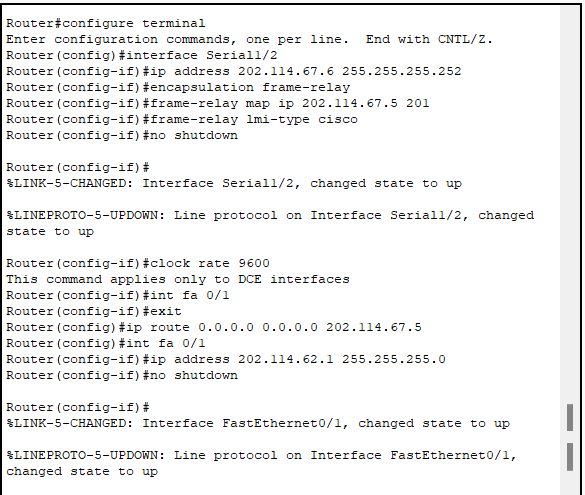 Router#configure terminal
Enter configuration commands, one per line.  End with CNTL/Z.
Router(config)#interface Serial1/2
Router(config-if)#ip address 202.114.67.6 255.255.255.252
Router(config-if)#encapsulation frame-relay
Router(config-if)#frame-relay map ip 202.114.67.5 201
Router(config-if)#frame-relay lmi-type cisco
Router(config-if)#no shutdown
Router(config-if)#
%LINK-5-CHANGED: Interface Serial1/2, changed state to up
%LINEPROTO-5-UPDOWN: Line protocol on Interface Serial1/2, changed
state to up
Router(config-if)#clock rate 9600
This command applies only to DCE interfaces
Router(config-if)#int fa 0/1
Router(config-if)#exit
Router(config)#ip route 0.0.0.0 0.0.0.0 202.114.67.5
Router(config)#int fa 0/1
Router(config-if)#ip address 202.114.62.1 255.255.255.0
Router(config-if)#no shutdown
Router(config-if)#
%LINK-5-CHANGED: Interface FastEthernet0/1, changed state to up
%LINEPROTO-5-UPDOWN: Line protocol on Interface FastEthernet0/1,
changed state to up